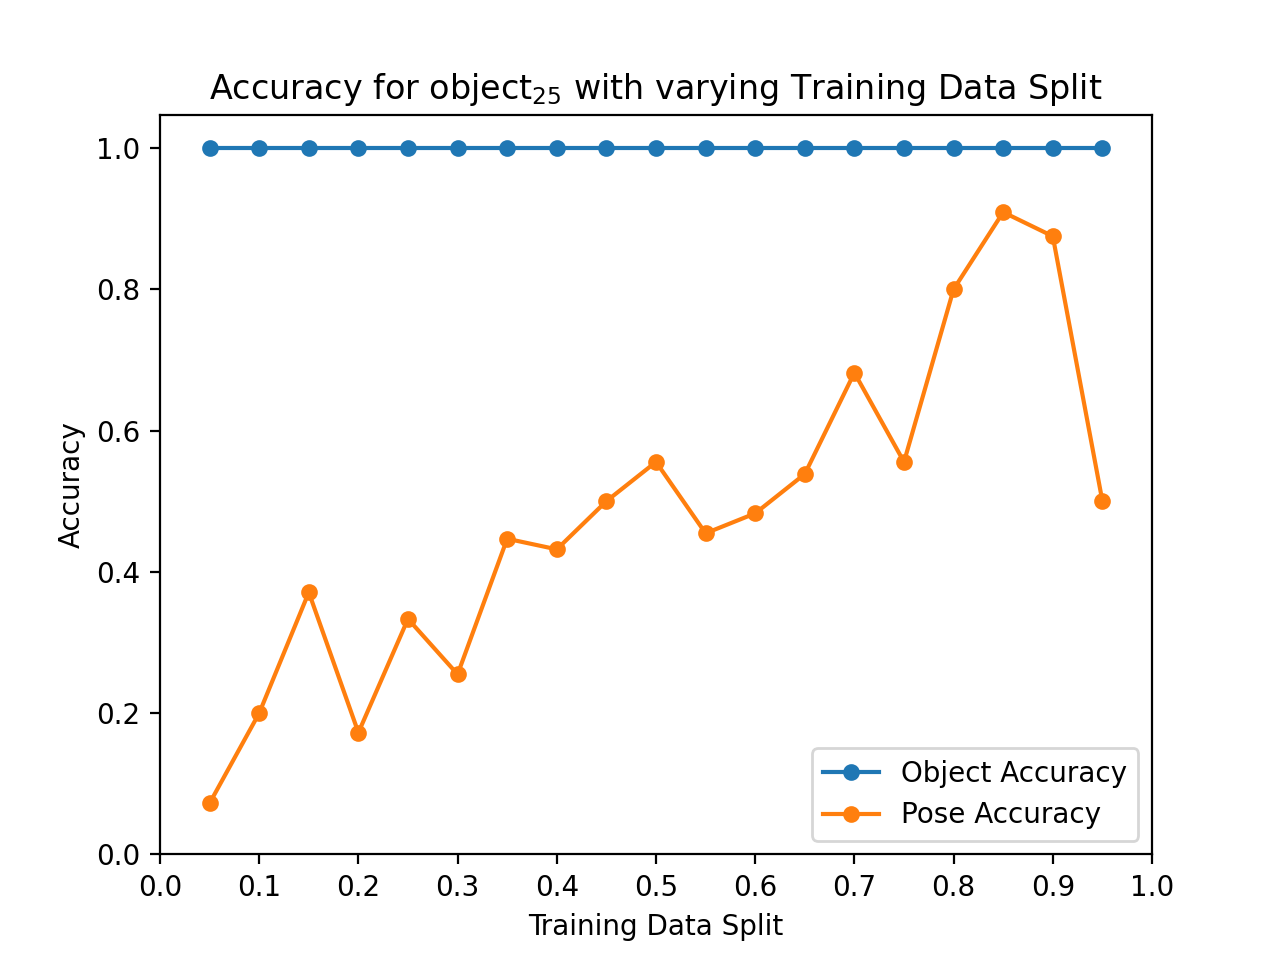 Accuracy for object₂₅ with varying Training Data Split
1.0
0.8
0.6
0.4
0.2
0.0
Accuracy
Object Accuracy
Pose Accuracy
0.0 0.1 0.2 0.3 0.4 0.5 0.6 0.7 0.8 0.9 1.0
Training Data Split